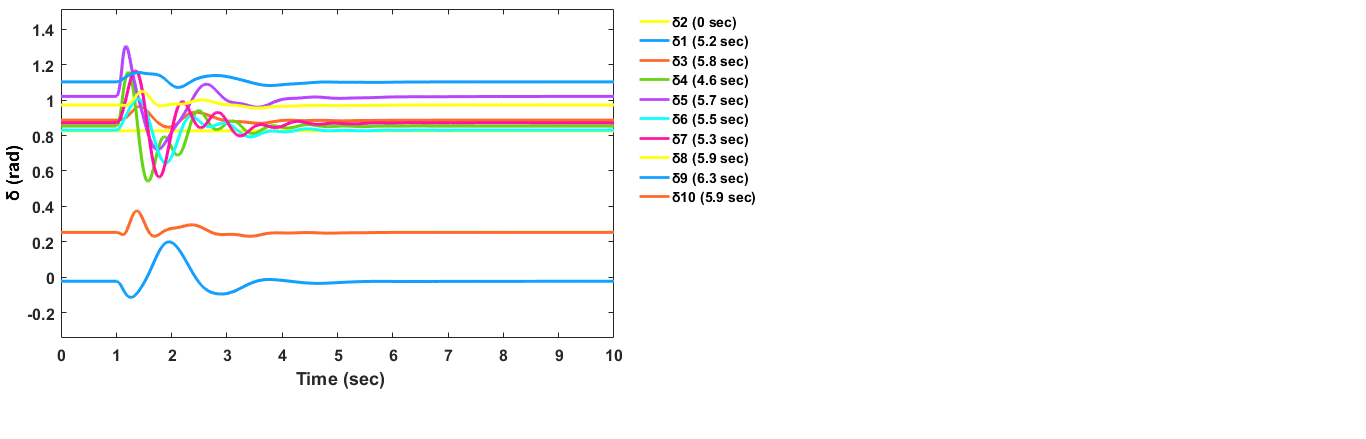 1.4
1.2
1
0.8
0.6
0.4
0.2
0
-0.2
δ (rad)
0 1 2 3 4 5 6 7 8 9 10
Time (sec)
δ2 (0 sec)
δ1 (5.2 sec)
δ3 (5.8 sec)
δ4 (4.6 sec)
δ5 (5.7 sec)
δ6 (5.5 sec)
δ7 (5.3 sec)
δ8 (5.9 sec)
δ9 (6.3 sec)
δ10 (5.9 sec)